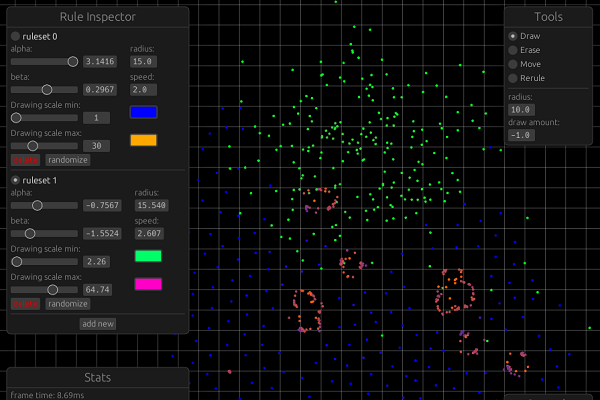 Rule Inspector
ruleset 0
alpha: radius:
3.1416 15.0
beta: speed:
0.2967 2.0
Drawing scale min:
1
Drawing scale max:
30
randomize
ruleset 1
alpha: radius:
−0.7567 15.540
beta: speed:
−1.5524 2.607
Drawing scale min:
2.26
Drawing scale max:
64.74
randomize
add new
Stats
frame time: 8.69ms
Tools
Draw
Erase
Move
Rerule
radius:
10.0
draw amount:
−1.0